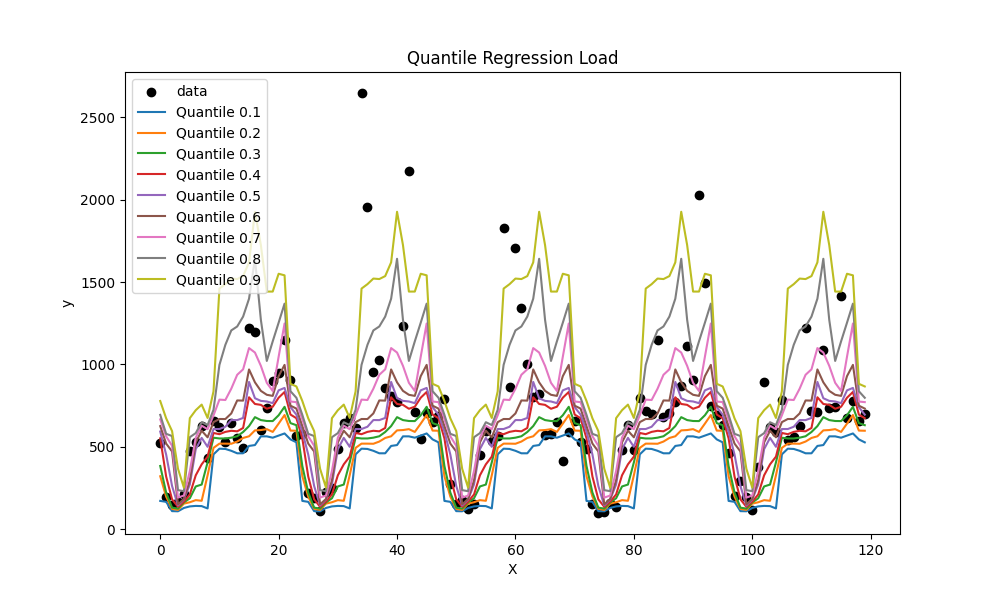 Quantile Regression Load
data
Quantile 0.1
Quantile 0.2
Quantile 0.3
Quantile 0.4
Quantile 0.5
Quantile 0.6
Quantile 0.7
Quantile 0.8
Quantile 0.9
2500
2000
1500
1000
500
0
y
0 20 40 60 80 100 120
X